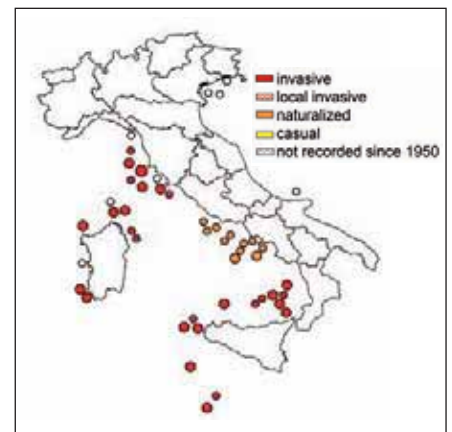 invasive
local invasive
naturalized
casual
not recorded since 1950